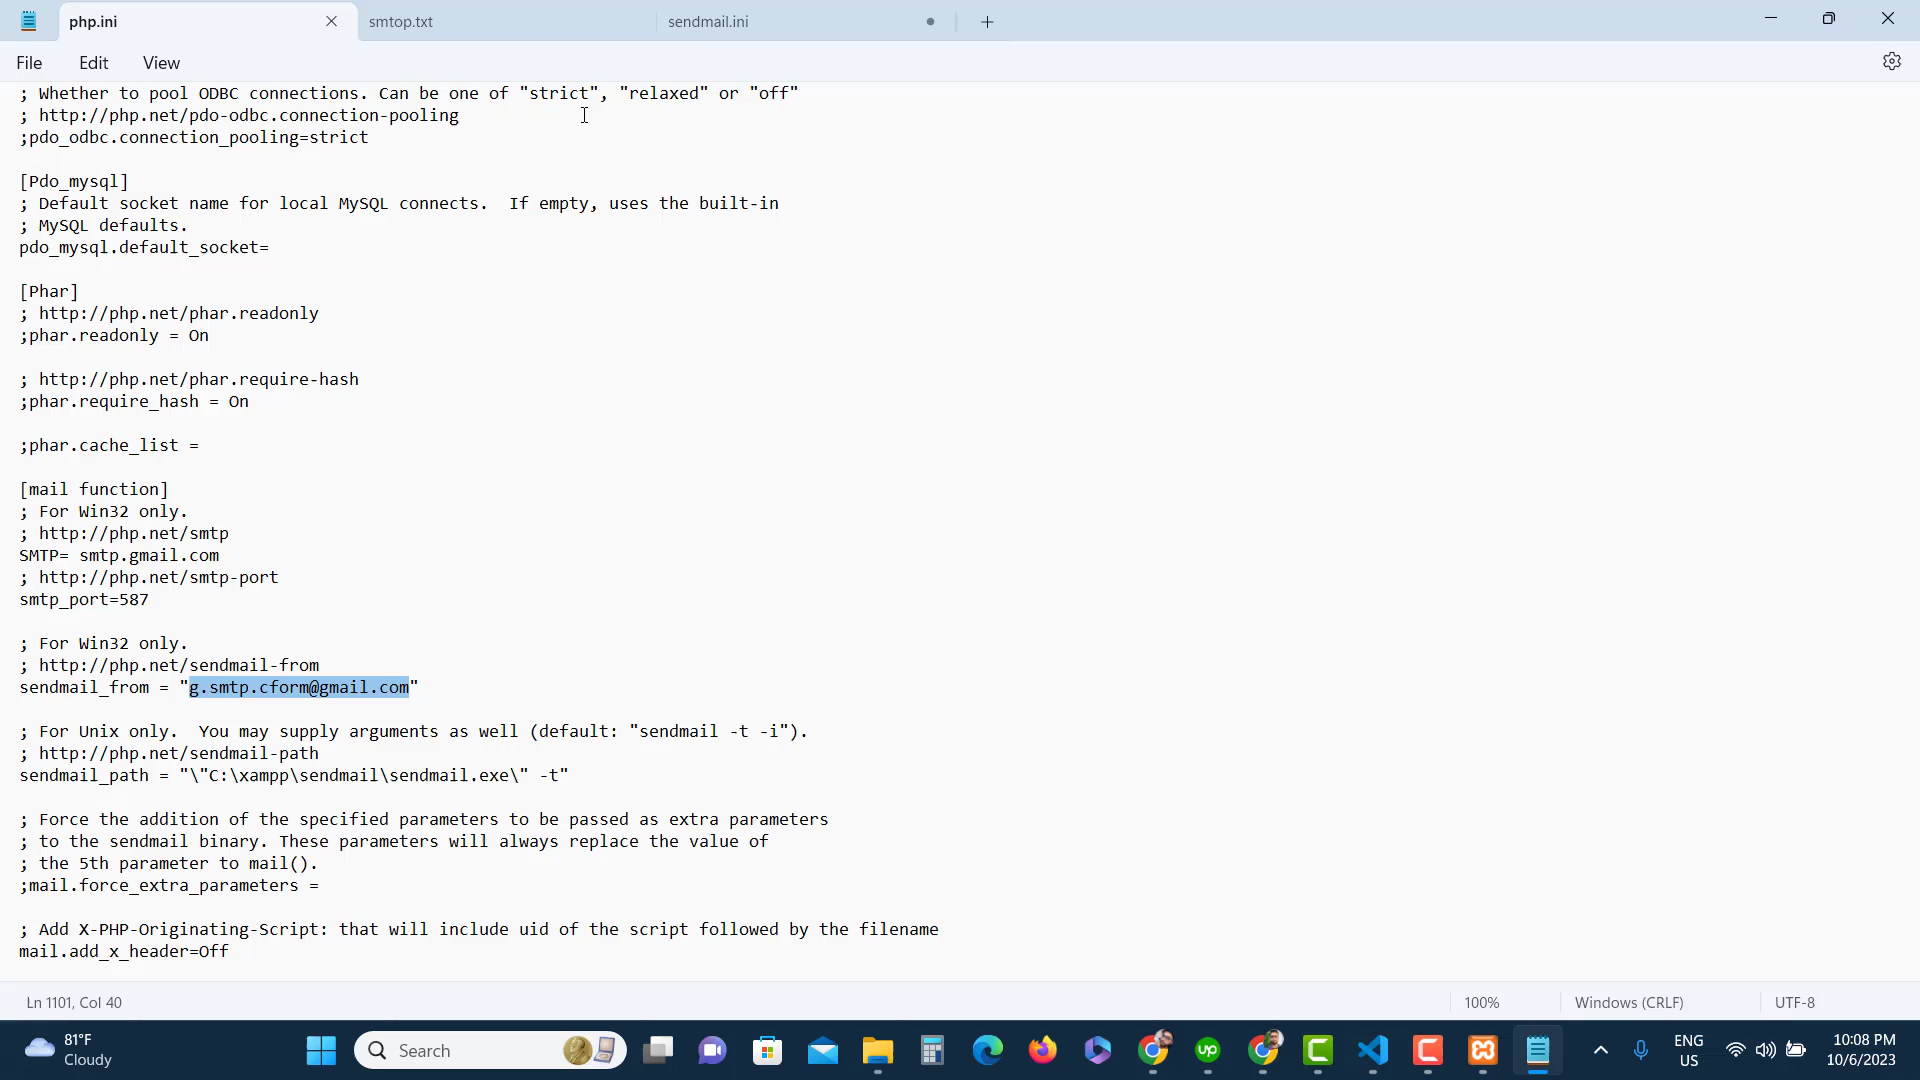 php.ini
smtop.txt
sendmail.ini
File
Edit
View
; Whether to pool ODBC connections. Can be one of "strict", "relaxed" or "off"
; http://php.net/pdo-odbc.connection-pooling
;pdo_odbc.connection_pooling=strict
[Pdo_mysql]
; Default socket name for local MySQL connects.  If empty, uses the built-in
; MySQL defaults.
pdo_mysql.default_socket=
[Phar]
; http://php.net/phar.readonly
;phar.readonly = On
; http://php.net/phar.require-hash
;phar.require_hash = On
;phar.cache_list =
[mail function]
; For Win32 only.
; http://php.net/smtp
SMTP= smtp.gmail.com
; http://php.net/smtp-port
smtp_port=587
; For Win32 only.
; http://php.net/sendmail-from
sendmail_from = "g.smtp.cform@gmail.com"
; For Unix only.  You may supply arguments as well (default: "sendmail -t -i").
; http://php.net/sendmail-path
sendmail_path = "\"C:\xampp\sendmail\sendmail.exe\" -t"
; Force the addition of the specified parameters to be passed as extra parameters
; to the sendmail binary. These parameters will always replace the value of
; the 5th parameter to mail().
;mail.force_extra_parameters =
; Add X-PHP-Originating-Script: that will include uid of the script followed by the filename
mail.add_x_header=Off
Ln 1101, Col 40
100%
Windows (CRLF)
UTF-8
81°F
Cloudy
Search
up
ENG
US
10:08 PM
10/6/2023